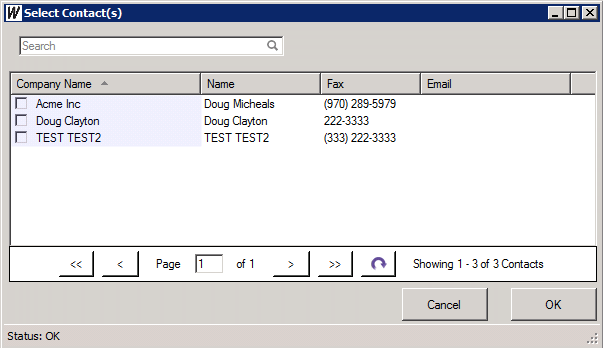 W Select Contact(s)
Search
Company Name Name Fax Email
Acme Inc Doug Micheals (970) 289-5979
Doug Clayton Doug Clayton 222-3333
TEST TEST2 TEST TEST2 (333) 222-3333
<< < Page 1 of 1 > >> Showing 1 - 3 of 3 Contacts
Cancel OK
Status: OK